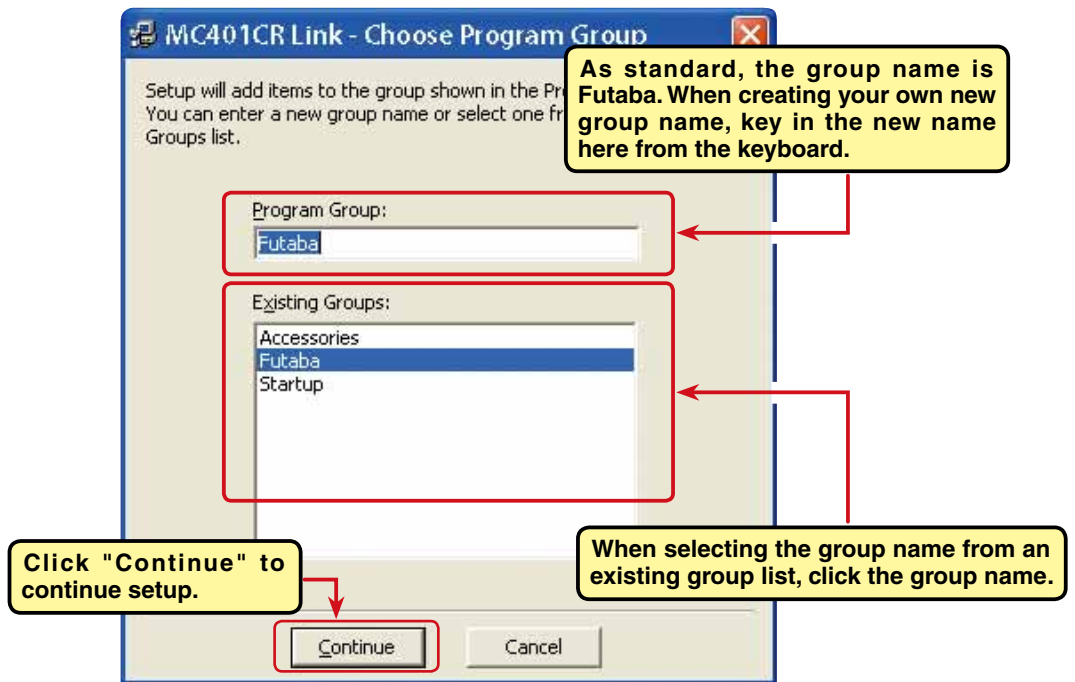 MC401CR Link - Choose Program Group
As standard, the group name is
Futaba. When creating your own new
group name, key in the new name
here from the keyboard.
Setup will add items to the group shown in the
You can enter a new group name or select one
Groups list.
Program Group:
Futaba
Existing Groups:
Accessories
Futaba
Startup
When selecting the group name from an
existing group list, click the group name.
Click "Continue" to
continue setup.
Continue
Cancel